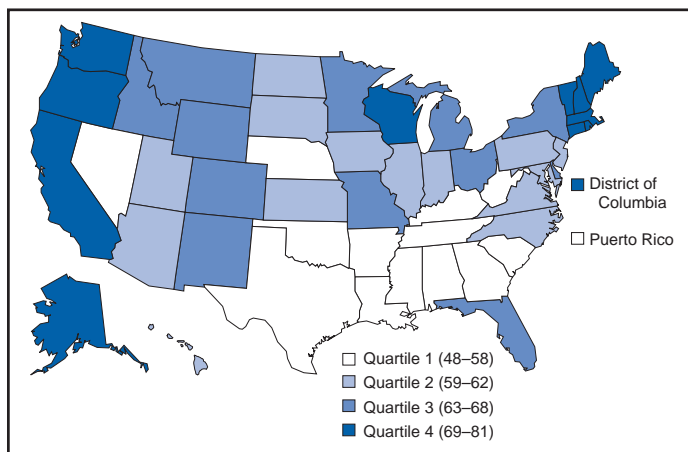 District of
Columbia
Puerto Rico
Quartile 1 (48–58)
Quartile 2 (59–62)
Quartile 3 (63–68)
Quartile 4 (69–81)